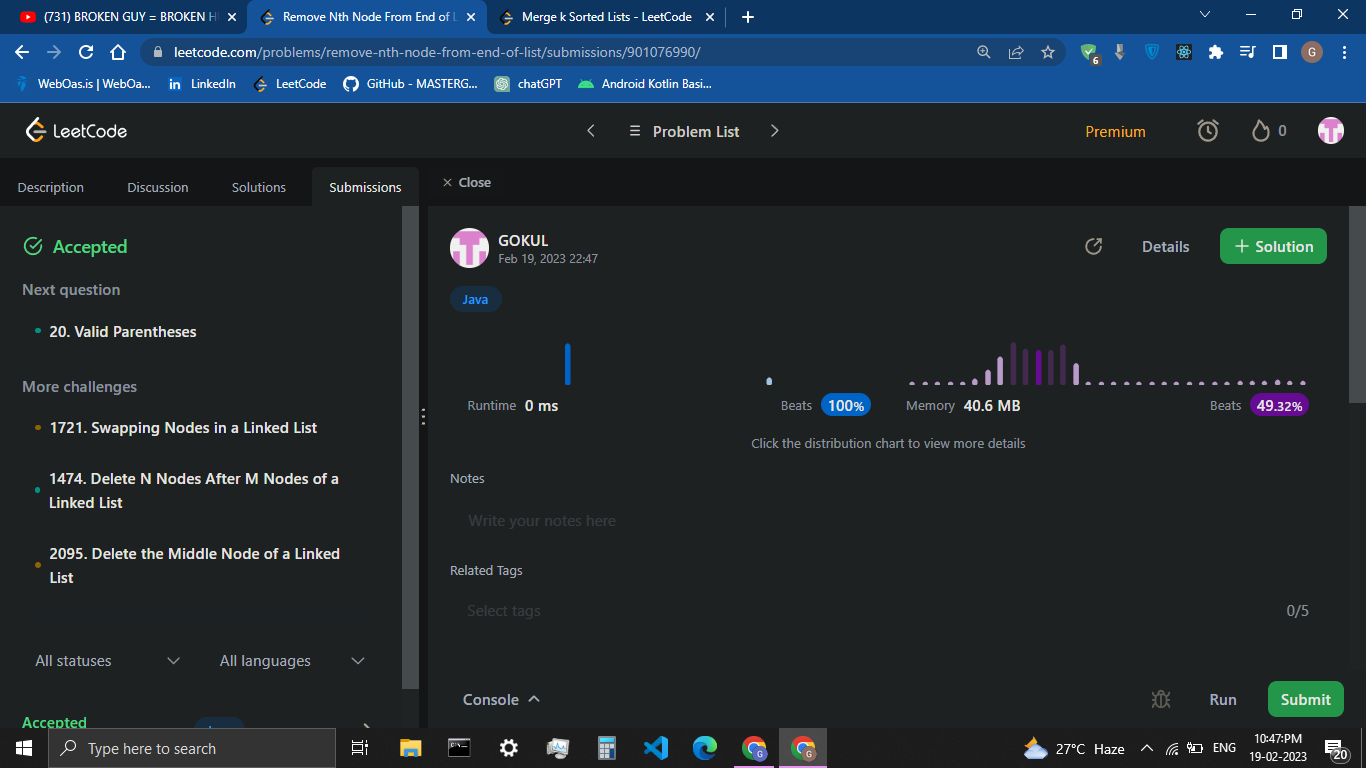 (731) BROKEN GUY = BROKEN H
Remove Nth Node From End of L
Merge k Sorted Lists - LeetCode
leetcode.com/problems/remove-nth-node-from-end-of-list/submissions/901076990/
6
G
WebOas.is | WebOa...
LinkedIn
LeetCode
GitHub - MASTERG...
chatGPT
Android Kotlin Basi...
LeetCode
Problem List
Premium
0
Description
Discussion
Solutions
Submissions
Close
Accepted
Next question
20. Valid Parentheses
More challenges
1721. Swapping Nodes in a Linked List
1474. Delete N Nodes After M Nodes of a
Linked List
2095. Delete the Middle Node of a Linked
List
All statuses
All languages
Accepted
GOKUL
Feb 19, 2023 22:47
Details
+ Solution
Java
Runtime 0 ms
Beats 100%
Memory 40.6 MB
Beats 49.32%
Click the distribution chart to view more details
Notes
Write your notes here
Related Tags
Select tags
0/5
Console
Run
Submit
Type here to search
G
G
27°C Haze
ENG
10:47:PM
19-02-2023
20